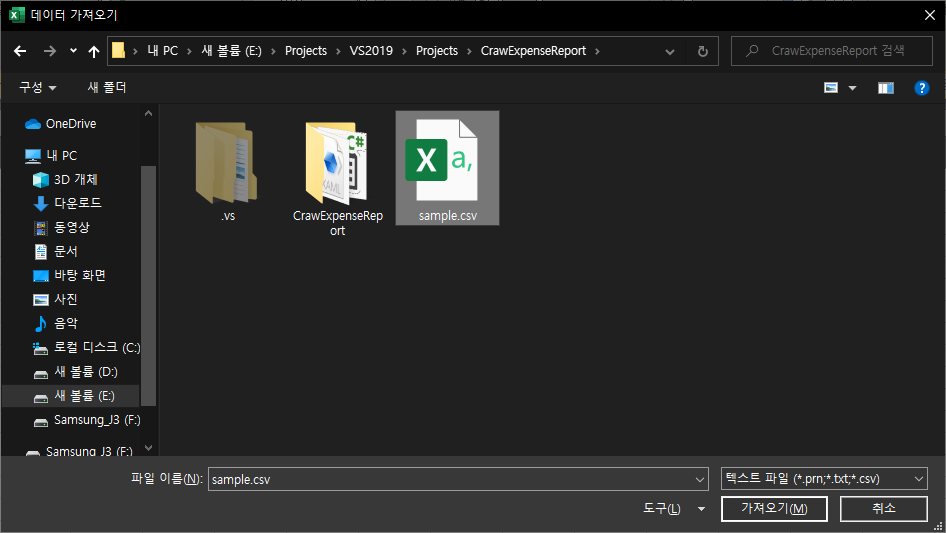 데이터 가져오기
내 PC > 새 볼륨 (E:) > Projects > VS2019 > Projects > CrawExpenseReport >
CrawExpenseReport 검색
구성
새 폴더
OneDrive
내 PC
3D 개체
다운로드
동영상
문서
바탕 화면
사진
음악
로컬 디스크 (C:)
새 볼륨 (D:)
새 볼륨 (E:)
Samsung_J3 (F:)
Samsung_J3 (F:)
.vs
C#
XAML
CrawExpenseRep
ort
X a,
sample.csv
파일 이름(N):
sample.csv
텍스트 파일 (*.prn;*.txt;*.csv)
도구(L)
가져오기(M)
취소